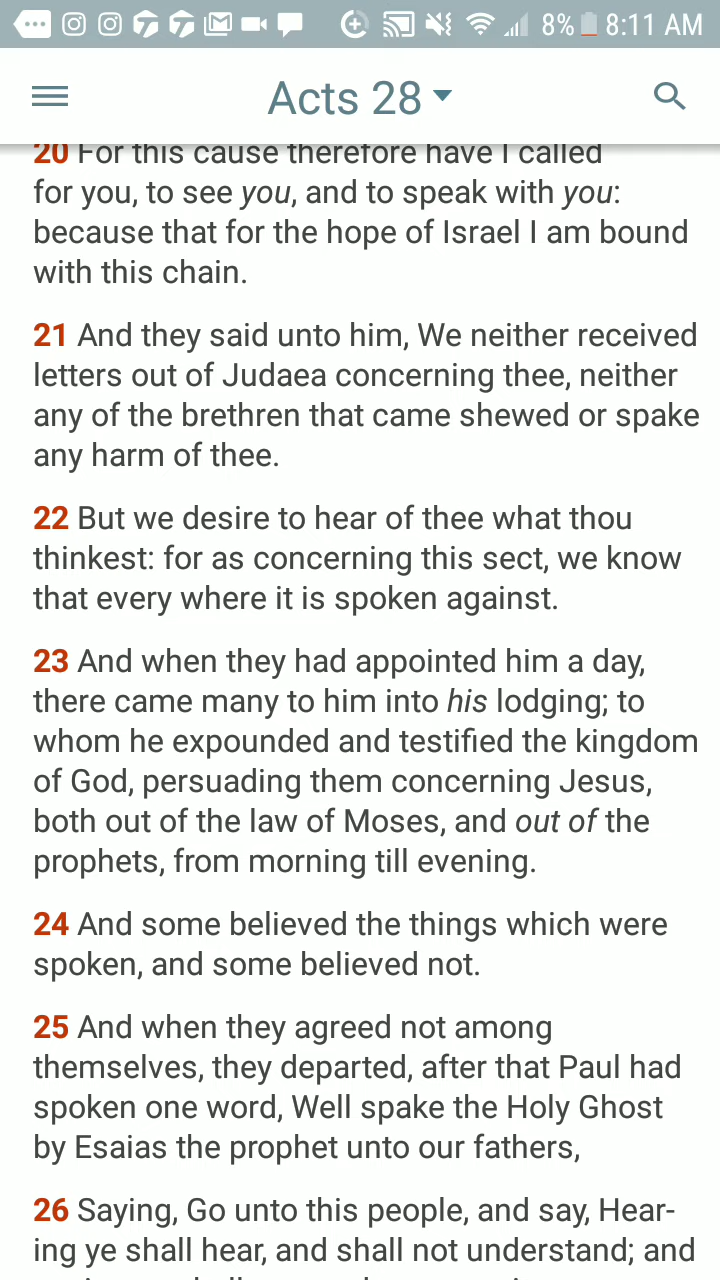 8% 8:11 AM
Acts 28
20 For this cause therefore have I called
for you, to see you, and to speak with you:
because that for the hope of Israel I am bound
with this chain.
21 And they said unto him, We neither received
letters out of Judaea concerning thee, neither
any of the brethren that came shewed or spake
any harm of thee.
22 But we desire to hear of thee what thou
thinkest: for as concerning this sect, we know
that every where it is spoken against.
23 And when they had appointed him a day,
there came many to him into his lodging; to
whom he expounded and testified the kingdom
of God, persuading them concerning Jesus,
both out of the law of Moses, and out of the
prophets, from morning till evening.
24 And some believed the things which were
spoken, and some believed not.
25 And when they agreed not among
themselves, they departed, after that Paul had
spoken one word, Well spake the Holy Ghost
by Esaias the prophet unto our fathers,
26 Saying, Go unto this people, and say, Hear-
ing ye shall hear, and shall not understand; and